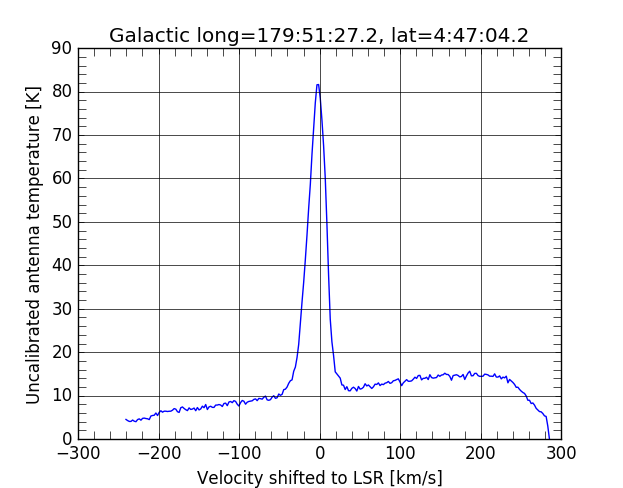 Galactic long=179:51:27.2, lat=4:47:04.2
Uncalibrated antenna temperature [K]
90
80
70
60
50
40
30
20
10
0
−300 −200 −100 0 100 200 300
Velocity shifted to LSR [km/s]